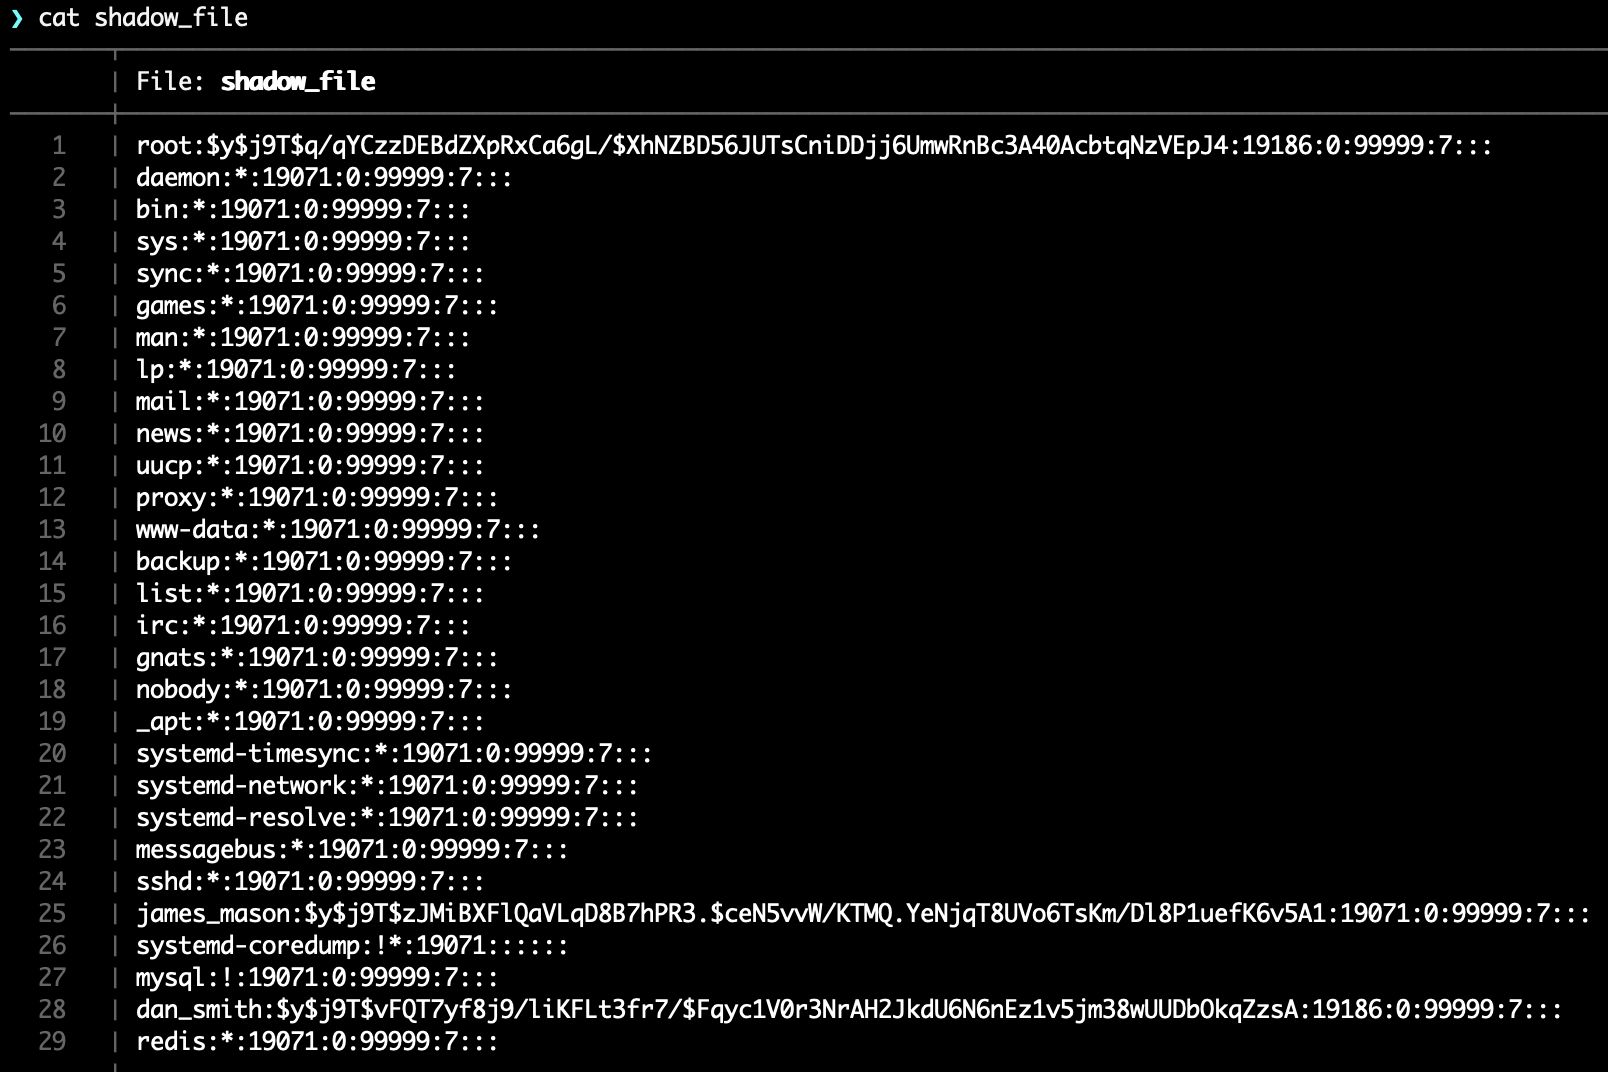 ❯ cat shadow_file
File: shadow_file
1 root:$y$j9T$q/qYCzzDEBdZXpRxCa6gL/$XhNZBD56JUTsCniDDjj6UmwRnBc3A40AcbtqNzVEpJ4:19186:0:99999:7:::
2 daemon:*:19071:0:99999:7:::
3 bin:*:19071:0:99999:7:::
4 sys:*:19071:0:99999:7:::
5 sync:*:19071:0:99999:7:::
6 games:*:19071:0:99999:7:::
7 man:*:19071:0:99999:7:::
8 lp:*:19071:0:99999:7:::
9 mail:*:19071:0:99999:7:::
10 news:*:19071:0:99999:7:::
11 uucp:*:19071:0:99999:7:::
12 proxy:*:19071:0:99999:7:::
13 www-data:*:19071:0:99999:7:::
14 backup:*:19071:0:99999:7:::
15 list:*:19071:0:99999:7:::
16 irc:*:19071:0:99999:7:::
17 gnats:*:19071:0:99999:7:::
18 nobody:*:19071:0:99999:7:::
19 _apt:*:19071:0:99999:7:::
20 systemd-timesync:*:19071:0:99999:7:::
21 systemd-network:*:19071:0:99999:7:::
22 systemd-resolve:*:19071:0:99999:7:::
23 messagebus:*:19071:0:99999:7:::
24 sshd:*:19071:0:99999:7:::
25 james_mason:$y$j9T$zJMiBXFlQaVLqD8B7hPR3.$ceN5vvW/KTMQ.YeNjqT8UVo6TsKm/Dl8P1uefK6v5A1:19071:0:99999:7:::
26 systemd-coredump:!*:19071::::::
27 mysql:!:19071:0:99999:7:::
28 dan_smith:$y$j9T$vFQT7yf8j9/liKFLt3fr7/$Fqyc1V0r3NrAH2JkdU6N6nEz1v5jm38wUUDbOkqZzsA:19186:0:99999:7:::
29 redis:*:19071:0:99999:7:::